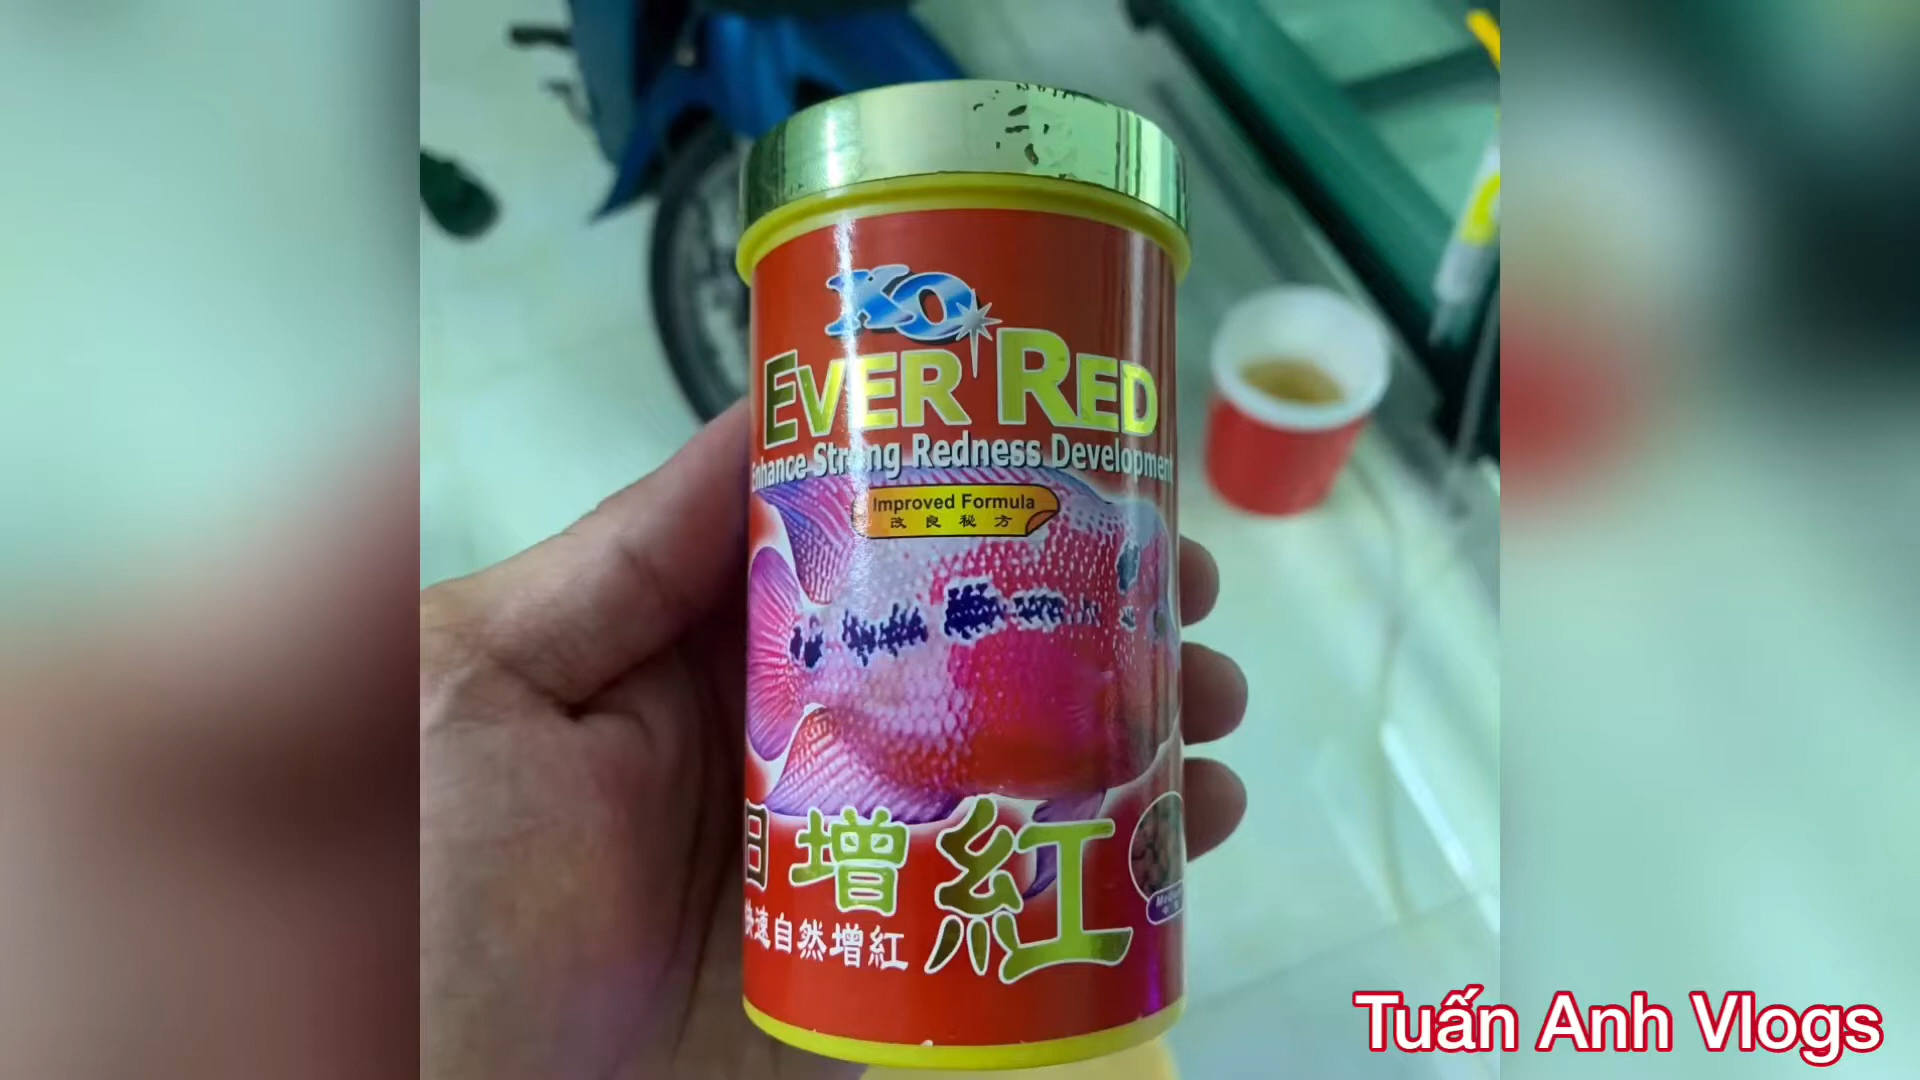 XO
EVER RED
Enhance Strong Redness Development
Improved Formula
改良秘方
日增紅
快速自然增紅
Tuấn Anh Vlogs